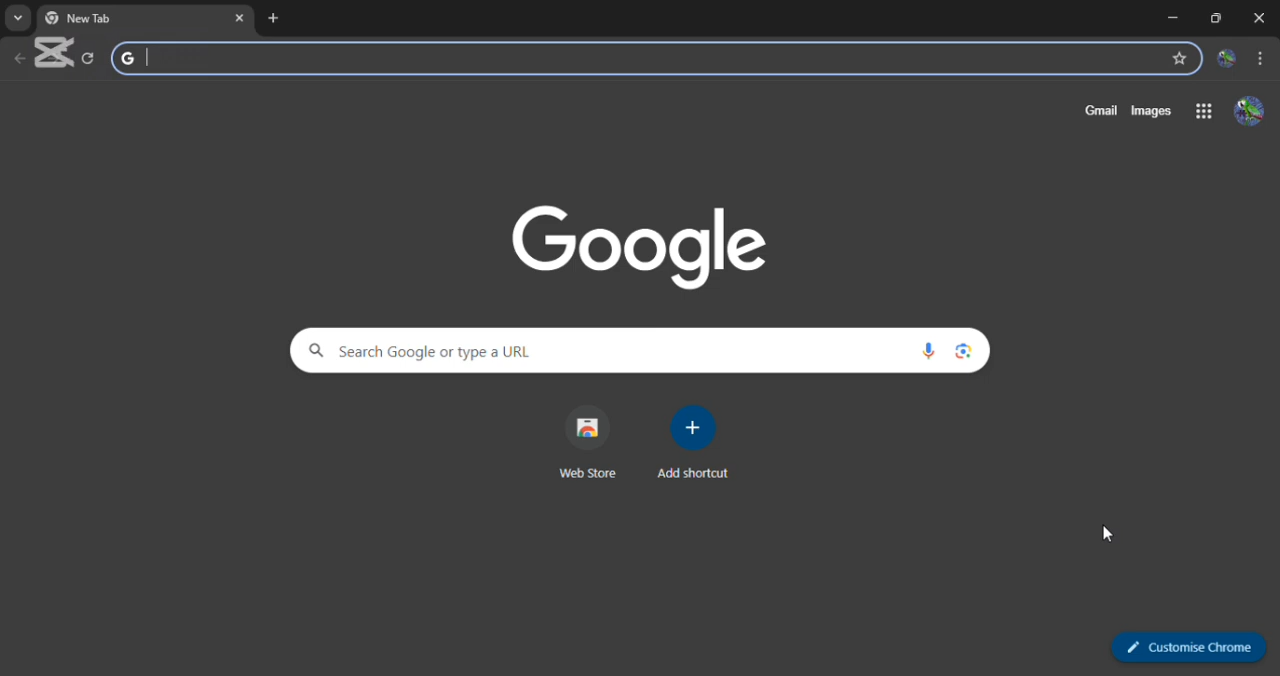 New Tab
G
Gmail Images
Google
Search Google or type a URL
Web Store Add shortcut
Customise Chrome